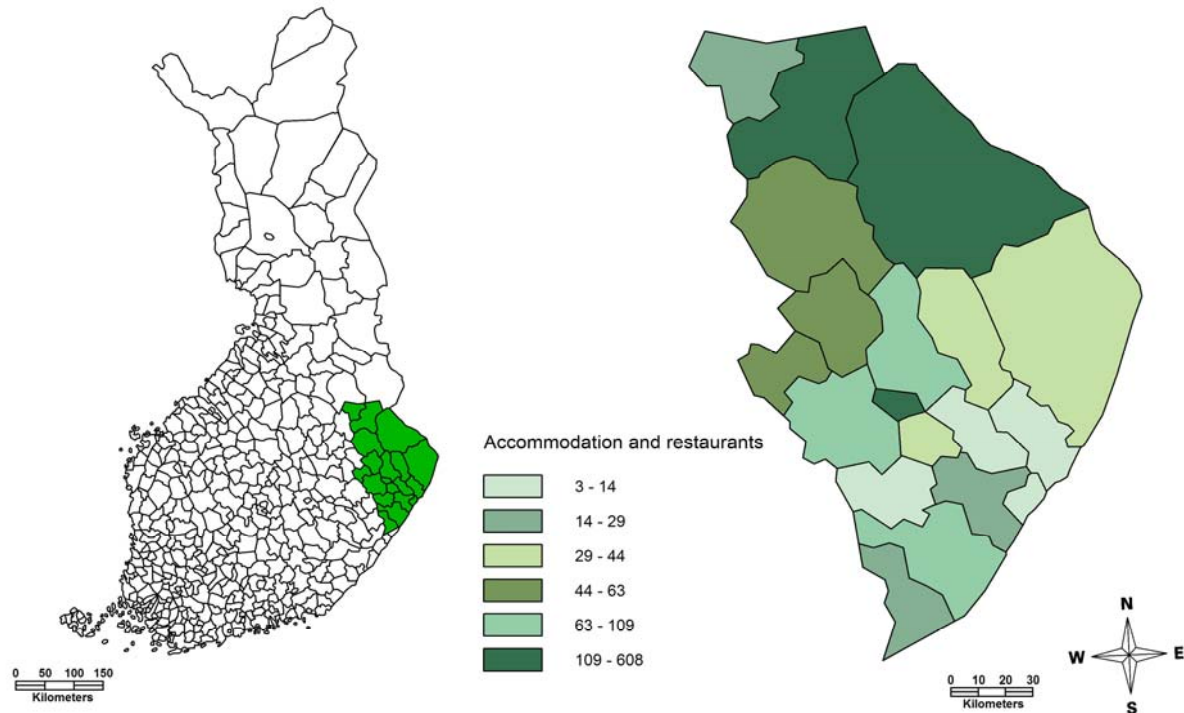 Accommodation and restaurants
3 - 14
14 - 29
29 - 44
44 - 63
63 - 109
109 - 608
0 50 100 150
Kilometers
0 10 20 30
Kilometers
N
W E
S